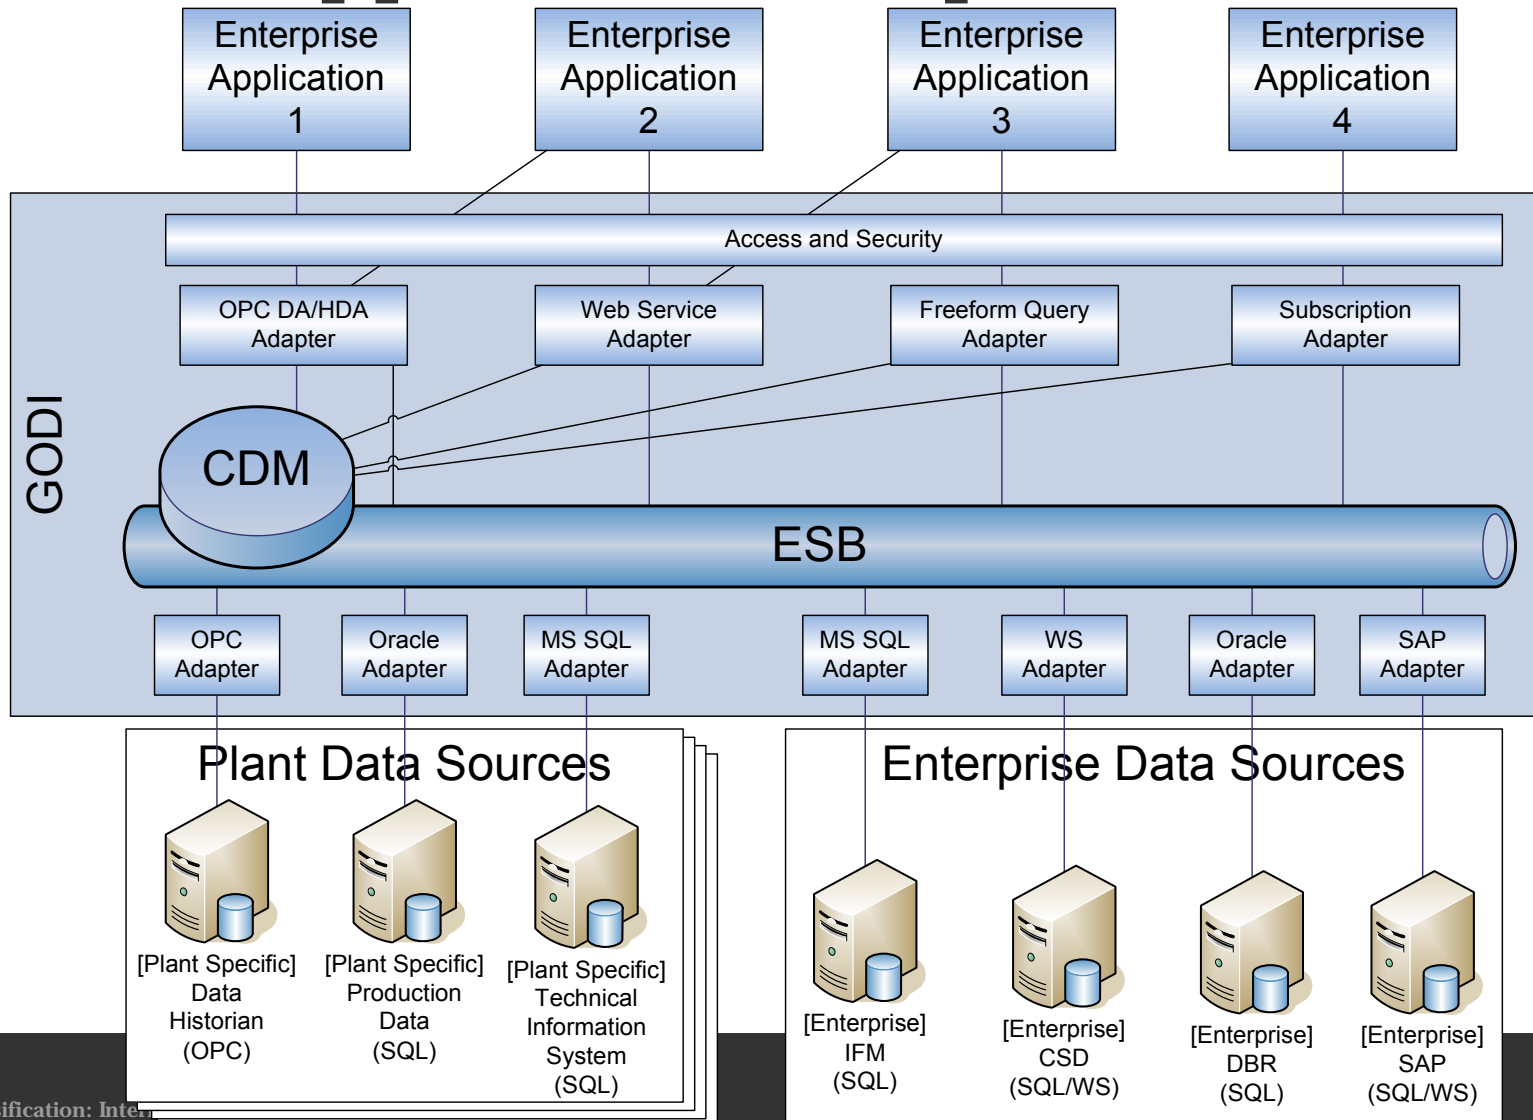 Enterprise
Application
1
Enterprise
Application
2
Enterprise
Application
3
Enterprise
Application
4
GODI
Access and Security
OPC DA/HDA
Adapter
Web Service
Adapter
Freeform Query
Adapter
Subscription
Adapter
CDM
ESB
OPC
Adapter
Oracle
Adapter
MS SQL
Adapter
MS SQL
Adapter
WS
Adapter
Oracle
Adapter
SAP
Adapter
Plant Data Sources
[Plant Specific]
Data
Historian
(OPC)
[Plant Specific]
Production
Data
(SQL)
[Plant Specific]
Technical
Information
System
(SQL)
Enterprise Data Sources
[Enterprise]
IFM
(SQL)
[Enterprise]
CSD
(SQL/WS)
[Enterprise]
DBR
(SQL)
[Enterprise]
SAP
(SQL/WS)